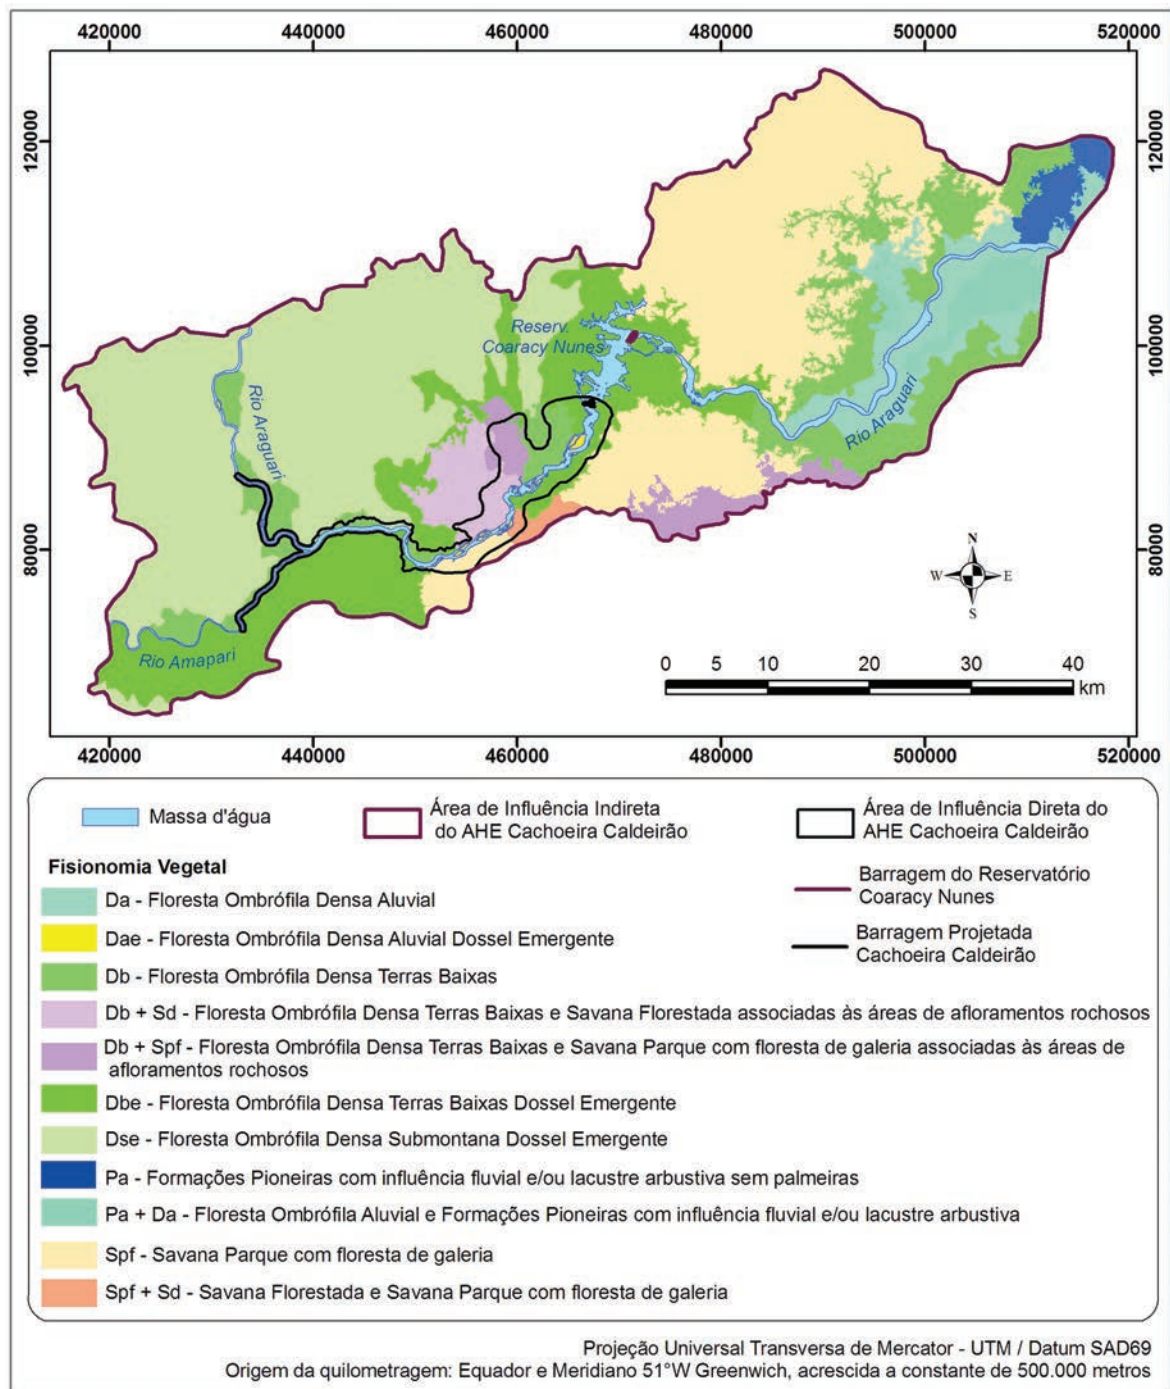 420000 440000 460000 480000 500000 520000
120000
120000
100000
100000
80000
80000
Reserv.
Coaracy Nunes
Rio Araguari
Rio Araguari
Rio Amapari
N
W E
S
0 5 10 20 30 40
km
420000 440000 460000 480000 500000 520000
Massa d'água
Área de Influência Indireta
do AHE Cachoeira Caldeirão
Área de Influência Direta do
AHE Cachoeira Caldeirão
Fisionomia Vegetal
Barragem do Reservatório
Coaracy Nunes
Barragem Projetada
Cachoeira Caldeirão
Da - Floresta Ombrófila Densa Aluvial
Dae - Floresta Ombrófila Densa Aluvial Dossel Emergente
Db - Floresta Ombrófila Densa Terras Baixas
Db + Sd - Floresta Ombrófila Densa Terras Baixas e Savana Florestada associadas às áreas de afloramentos rochosos
Db + Spf - Floresta Ombrófila Densa Terras Baixas e Savana Parque com floresta de galeria associadas às áreas de
afloramentos rochosos
Dbe - Floresta Ombrófila Densa Terras Baixas Dossel Emergente
Dse - Floresta Ombrófila Densa Submontana Dossel Emergente
Pa - Formações Pioneiras com influência fluvial e/ou lacustre arbustiva sem palmeiras
Pa + Da - Floresta Ombrófila Aluvial e Formações Pioneiras com influência fluvial e/ou lacustre arbustiva
Spf - Savana Parque com floresta de galeria
Spf + Sd - Savana Florestada e Savana Parque com floresta de galeria
Projeção Universal Transversa de Mercator - UTM / Datum SAD69
Origem da quilometragem: Equador e Meridiano 51°W Greenwich, acrescida a constante de 500.000 metros